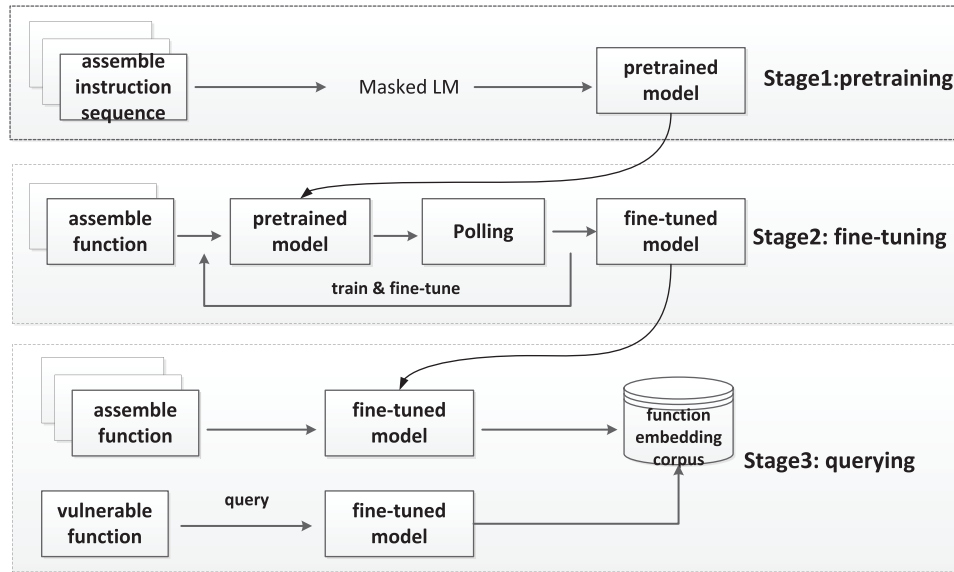 assemble
instruction
sequence
Masked LM
pretrained
model
Stage1:pretraining
assemble
function
pretrained
model
Polling
fine-tuned
model
Stage2: fine-tuning
train & fine-tune
assemble
function
fine-tuned
model
function
embedding
corpus
Stage3: querying
vulnerable
function
query
fine-tuned
model